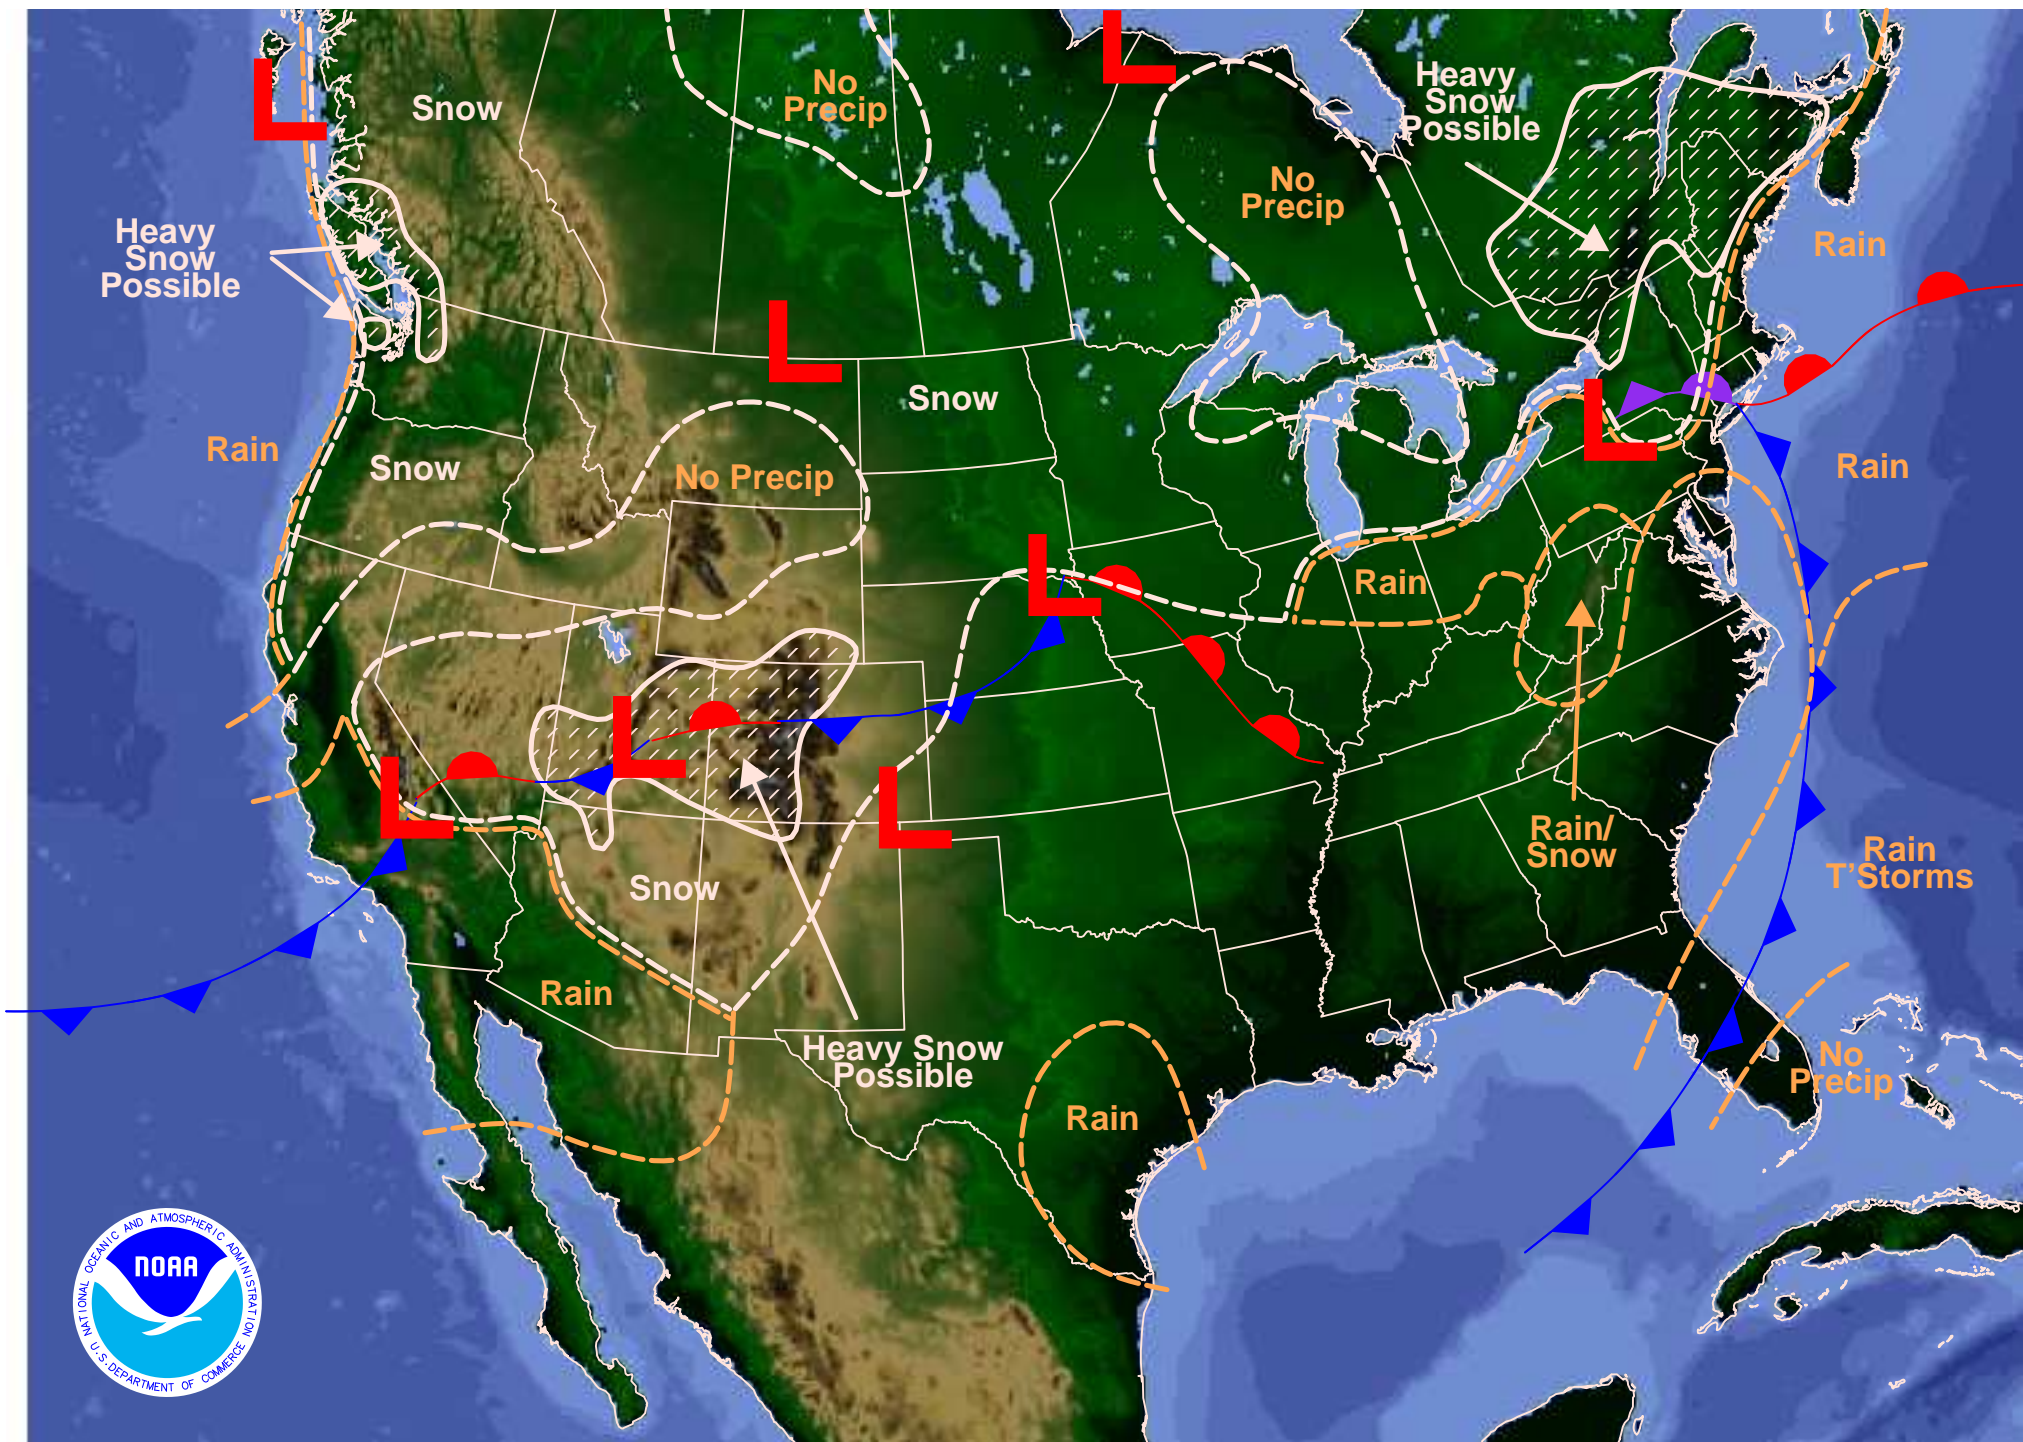 L
Snow
No
Precip
L
Heavy
Snow
Possible
No
Precip
Heavy
Snow
Possible
Rain
L
Snow
L
Rain
Snow
No Precip
Rain
L
Rain
L
L
L
Snow
Rain/
Snow
Rain
T'Storms
Rain
Heavy Snow
Possible
No
Precip
Rain
NATIONAL OCEANIC AND ATMOSPHERIC ADMINISTRATION
NOAA
U.S. DEPARTMENT OF COMMERCE
L